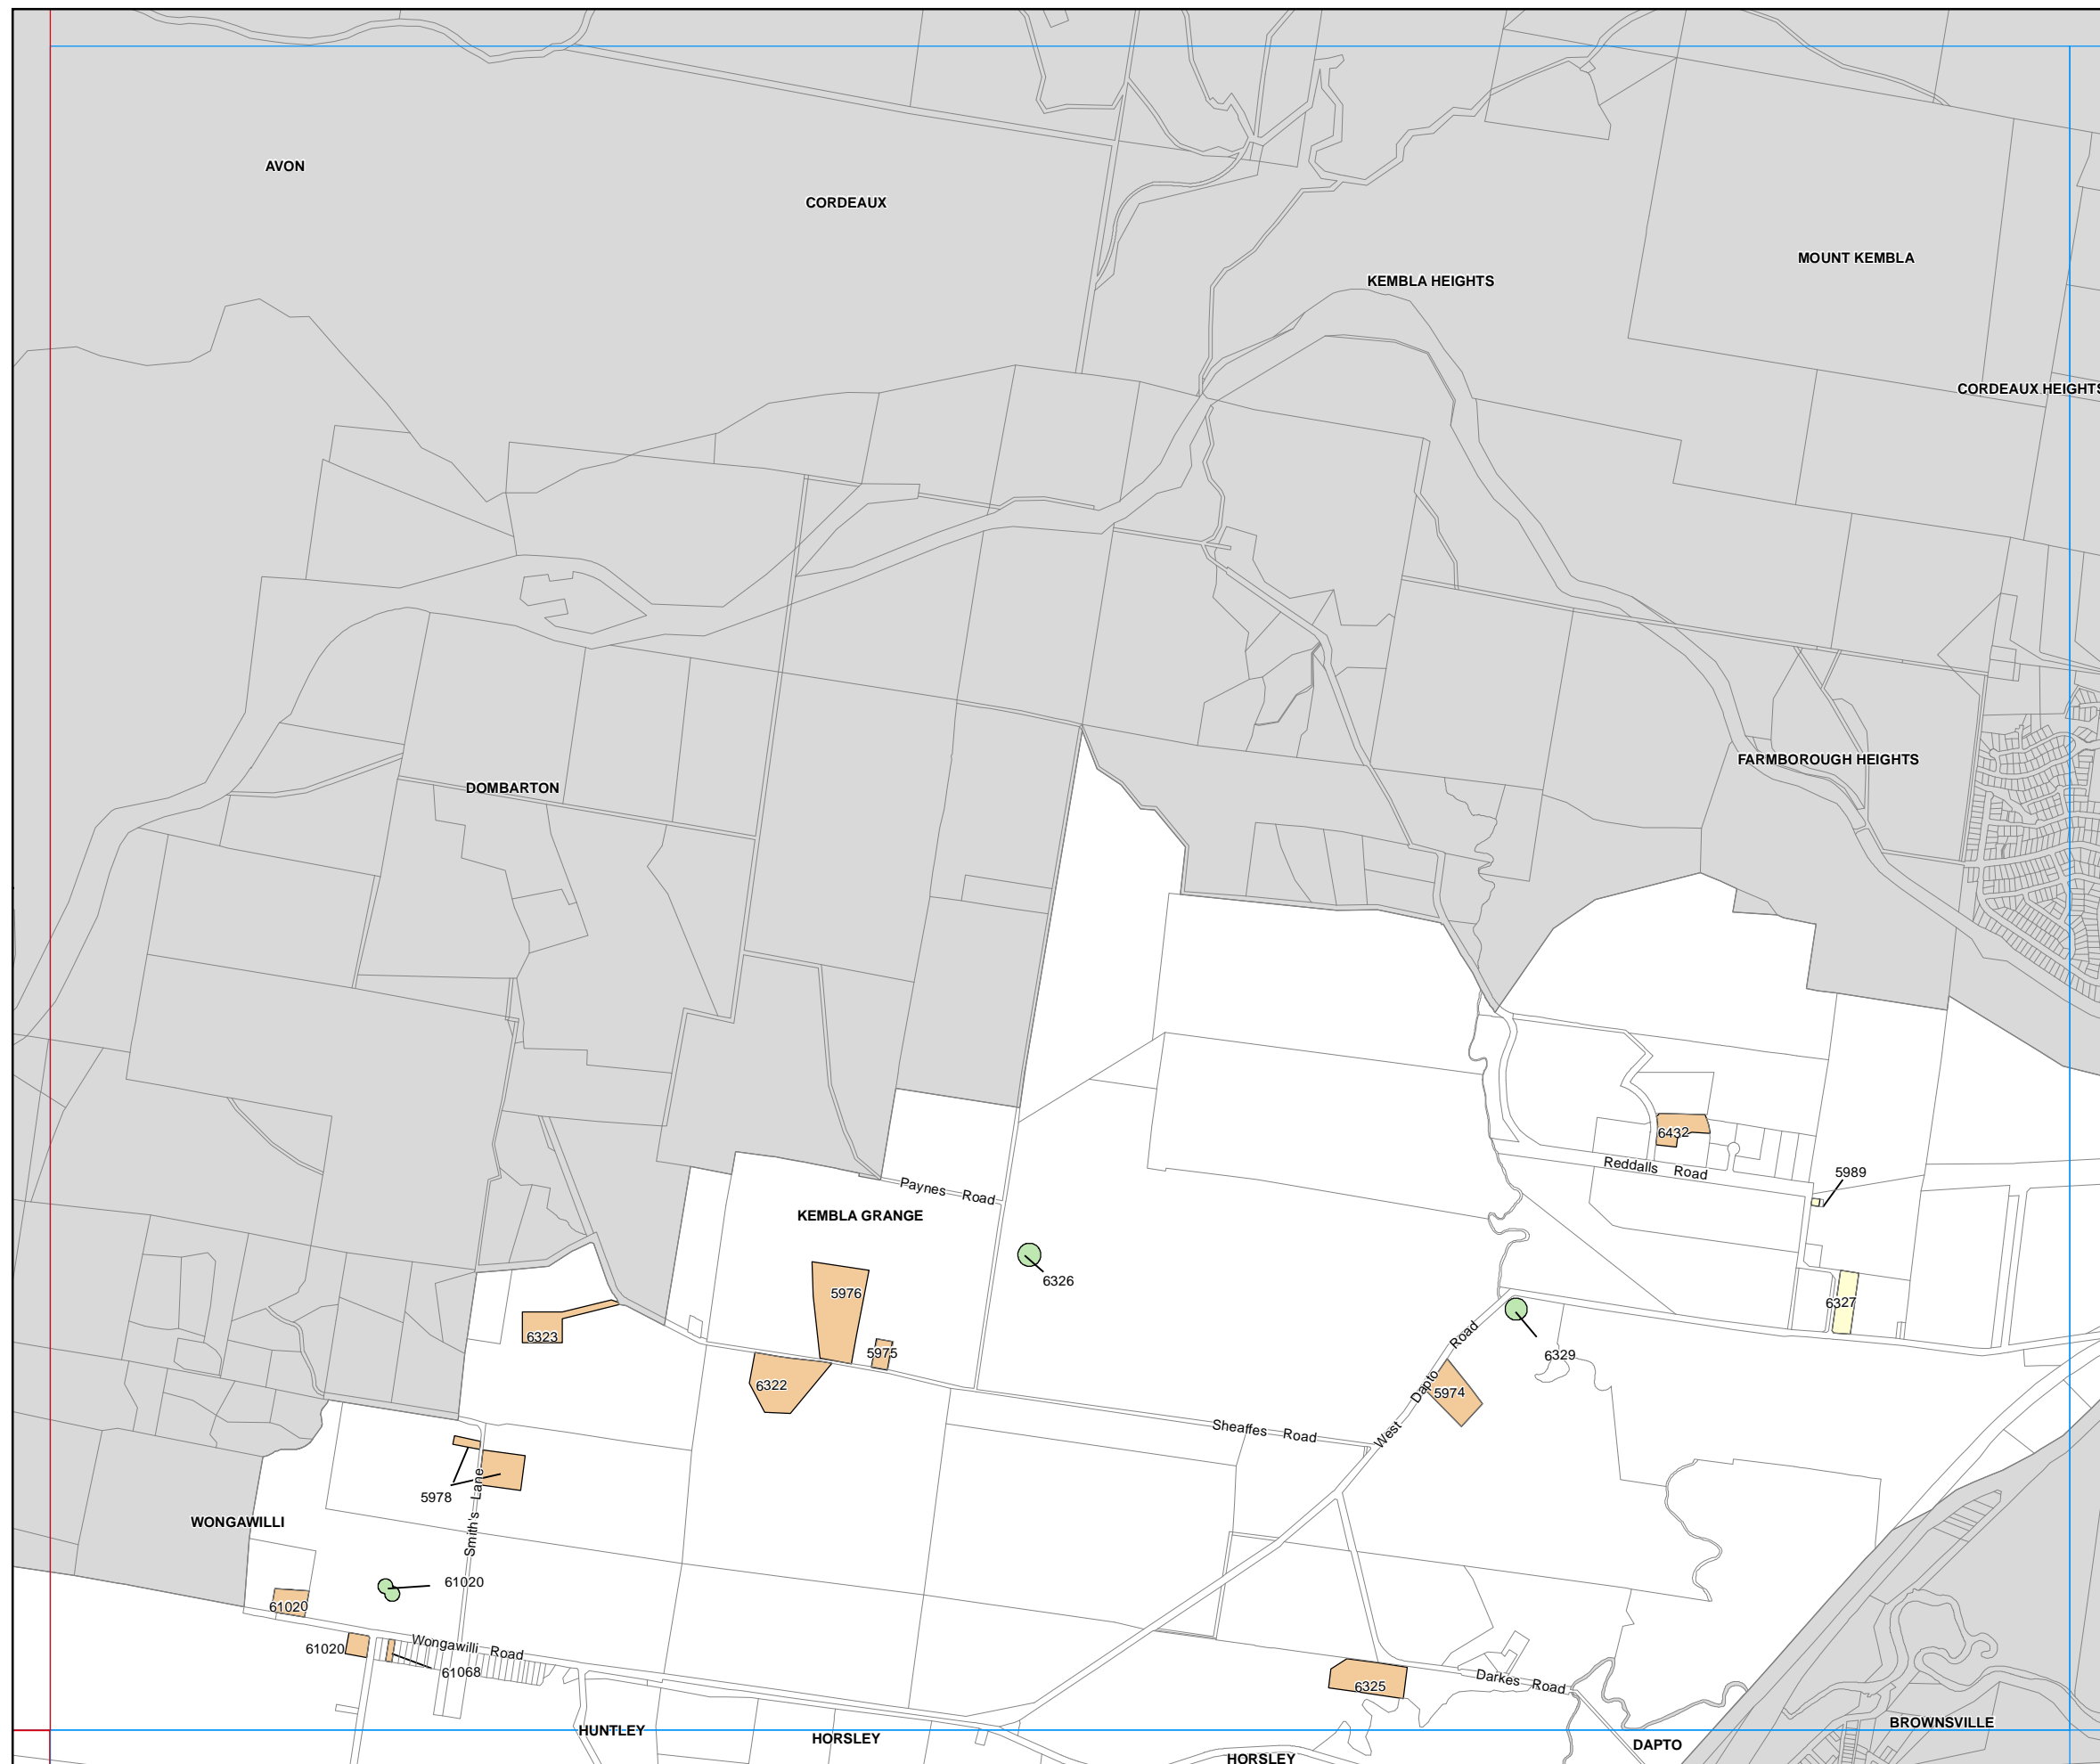 AVON
CORDEAUX
MOUNT KEMBLA
KEMBLA HEIGHTS
CORDEAUX HEIGHTS
FARMBOROUGH HEIGHTS
DOMBARTON
6432
Reddalls Road
5989
Paynes Road
KEMBLA GRANGE
6326
5976
6327
6323
West Dapto Road
5975
6329
6322
5974
Sheaffes Road
5978
Smith's Lane
WONGAWILLI
61020
61020
61020
Wongawilli Road
61068
6325
Darkes Road
HUNTLEY
HORSLEY
BROWNSVILLE
DAPTO
HORSLEY